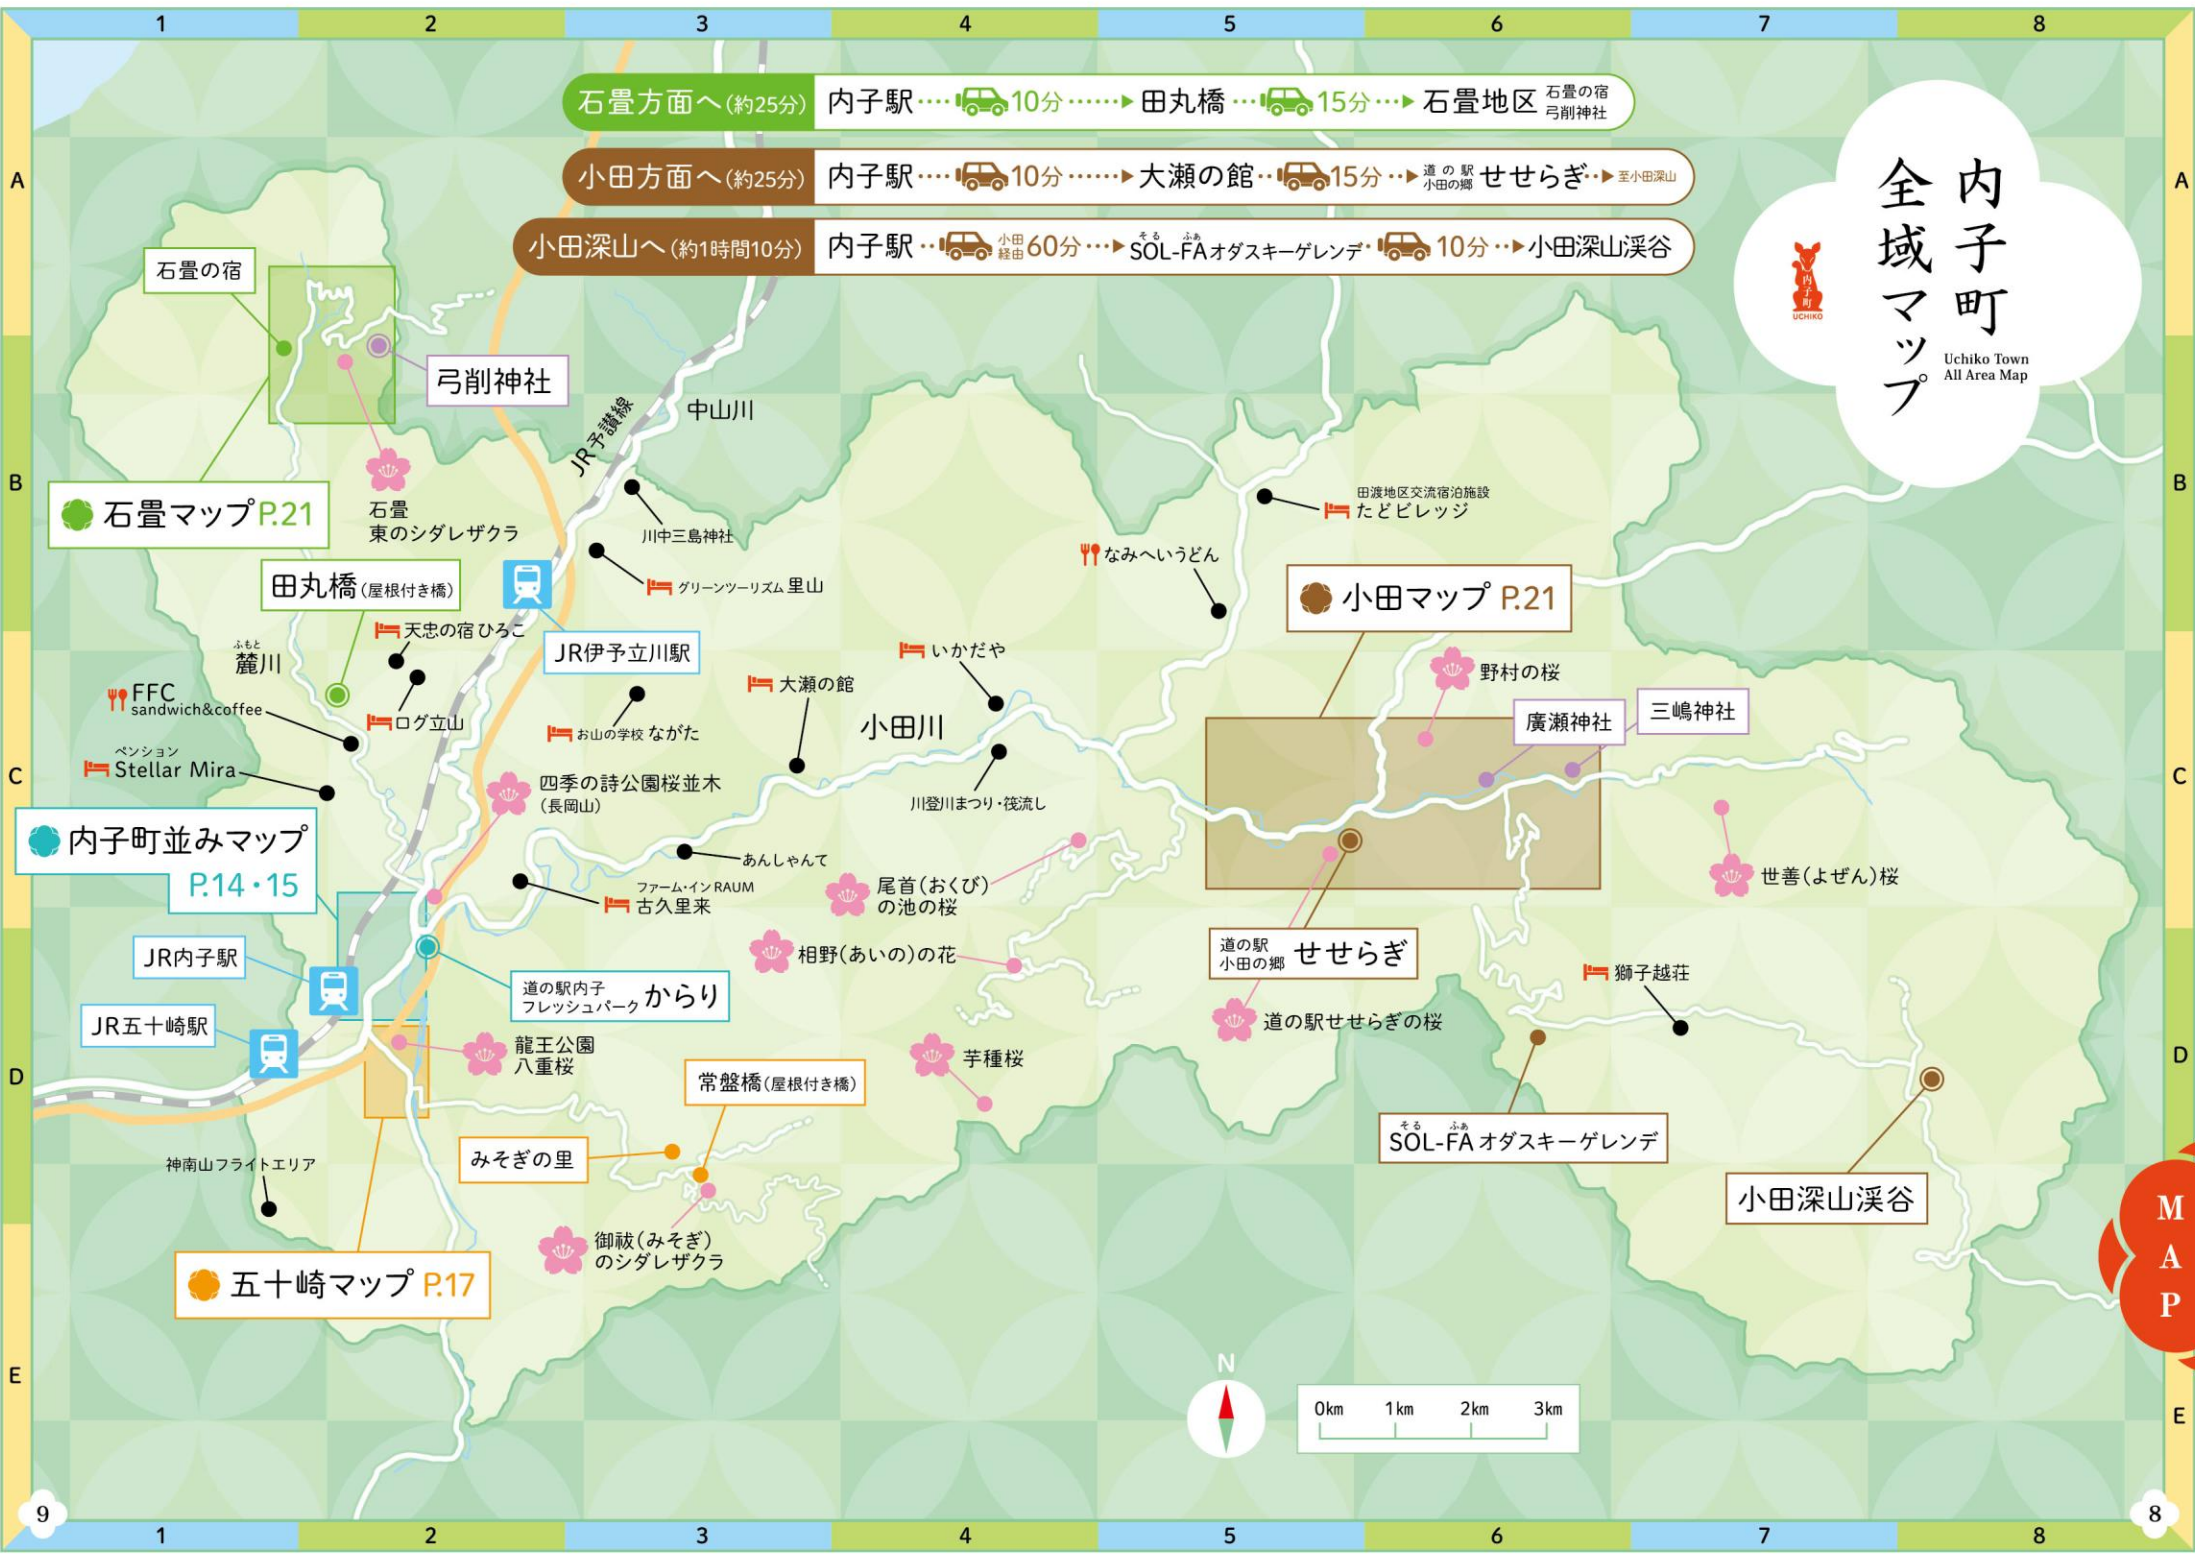 1 2 3 4 5 6 7 8
石畳方面へ(約25分) 内子駅 10分 田丸橋 15分 石畳地区 石畳の宿 弓削神社
小田方面へ(約25分) 内子駅 10分 大瀬の館 15分 道の駅 小田の郷 せせらぎ 至小田深山
小田深山へ(約1時間10分) 内子駅 小田経由 60分 SOL-FA オダスキーゲレンデ 10分 小田深山渓谷
そる ふぁ
内子町
全域マップ
Uchiko Town
All Area Map
内子町
UCHIKO
A
A
石畳の宿
弓削神社
JR予讃線
中山川
B
B
石畳マップ P.21
石畳
東のシダレザクラ
川中三島神社
田渡地区交流宿泊施設
たどビレッジ
なみへいうどん
田丸橋(屋根付き橋)
グリーンツーリズム 里山
小田マップ P.21
天忠の宿 ひろこ
JR伊予立川駅
ふもと
麓川
いかだや
野村の桜
FFC
sandwich&coffee
ログ立山
大瀬の館
お山の学校 ながた
小田川
廣瀬神社
三嶋神社
ペンション
Stellar Mira
C
C
四季の詩公園桜並木
(長岡山)
川登川まつり・筏流し
内子町並みマップ
P.14・15
あんしゃんて
ファーム・イン RAUM
古久里来
尾首(おくび)
の池の桜
世善(よぜん)桜
JR内子駅
相野(あいの)の花
道の駅
小田の郷 せせらぎ
獅子越荘
道の駅内子
フレッシュパーク からり
JR五十崎駅
道の駅せせらぎの桜
龍王公園
八重桜
芋種桜
D
D
常盤橋(屋根付き橋)
そる ふぁ
SOL-FA オダスキーゲレンデ
みそぎの里
神南山フライトエリア
小田深山渓谷
御祓(みそぎ)
のシダレザクラ
五十崎マップ P.17
MAP
E
E
N
0km 1km 2km 3km
9
8
1 2 3 4 5 6 7 8